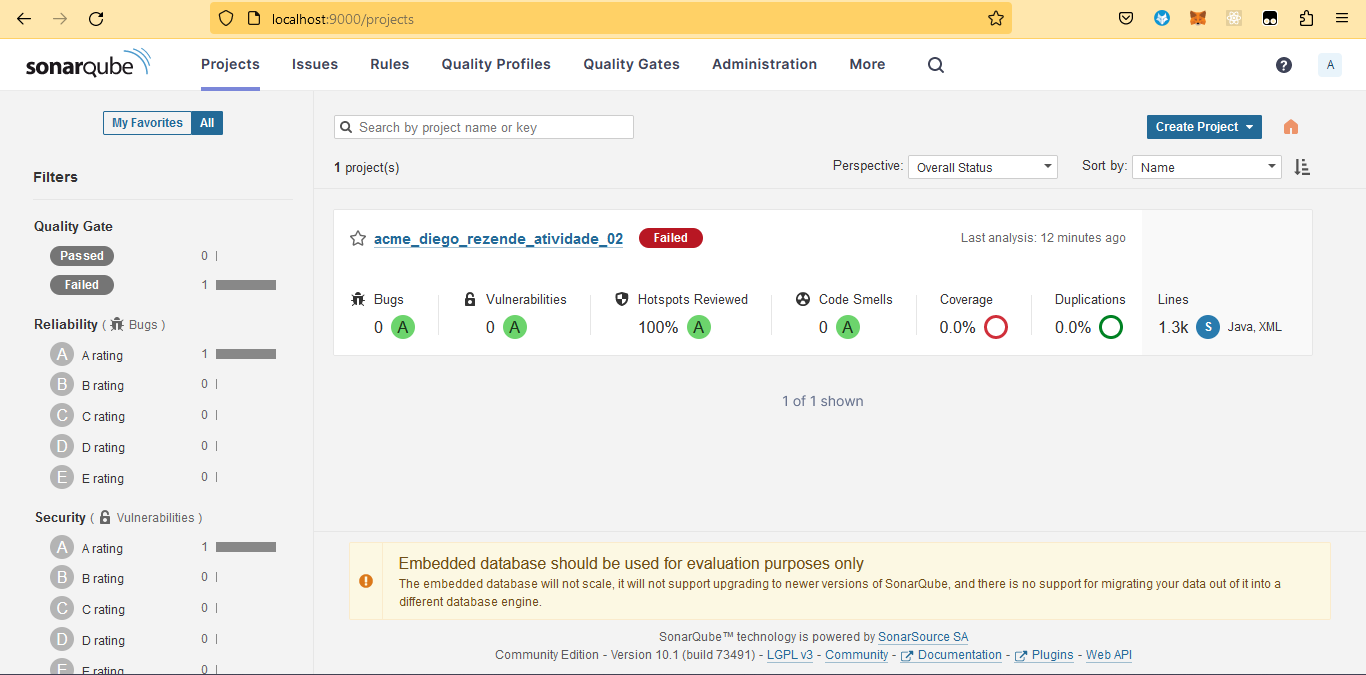 localhost:9000/projects
sonarqube Projects Issues Rules Quality Profiles Quality Gates Administration More ? A
My Favorites All
Filters
Quality Gate
Passed 0
Failed 1
Reliability ( Bugs )
A A rating 1
B B rating 0
C C rating 0
D D rating 0
E E rating 0
Security ( Vulnerabilities )
A A rating 1
B B rating 0
C C rating 0
D D rating 0
E E rating 0
Search by project name or key
Create Project
1 project(s)
Perspective: Overall Status Sort by: Name
acme_diego_rezende_atividade_02 Failed Last analysis: 12 minutes ago
Bugs Vulnerabilities Hotspots Reviewed Code Smells Coverage Duplications Lines
0 A 0 A 100% A 0 A 0.0% 0.0% 1.3k S Java, XML
1 of 1 shown
Embedded database should be used for evaluation purposes only
The embedded database will not scale, it will not support upgrading to newer versions of SonarQube, and there is no support for migrating your data out of it into a
different database engine.
SonarQube™ technology is powered by SonarSource SA
Community Edition - Version 10.1 (build 73491) - LGPL v3 - Community - Documentation - Plugins - Web API